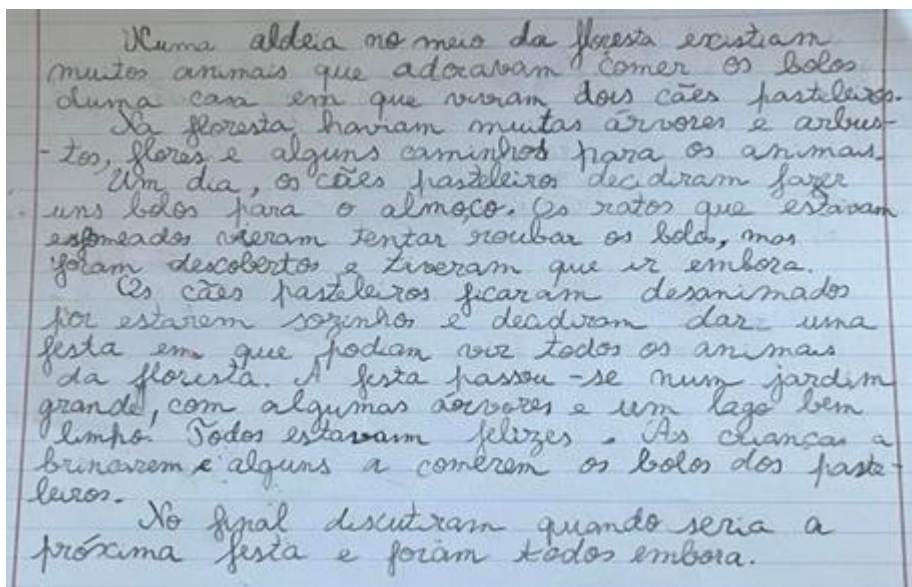 Numa aldeia no meio da floresta existiam
muitos animais que adoravam comer os bolos
duma casa em que viviam dois cães pasteleiros.
Na floresta haviam muitas árvores e arbus-
-tos, flores e alguns caminhos para os animais.
Um dia, os cães pasteleiros decidiram fazer
uns bolos para o almoço. Os ratos que estavam
esfomeados vieram tentar roubar os bolos, mas
foram descobertos e tiveram que ir embora.
Os cães pasteleiros ficaram desanimados
por estarem sozinhos e decidiram dar uma
festa em que podiam vir todos os animais
da floresta. A festa passou-se num jardim
grande, com algumas árvores e um lago bem
limpo. Todos estavam felizes. As crianças a
brincarem e alguns a comerem os bolos dos paste-
leiros.
No final discutiram quando seria a
próxima festa e foram todos embora.